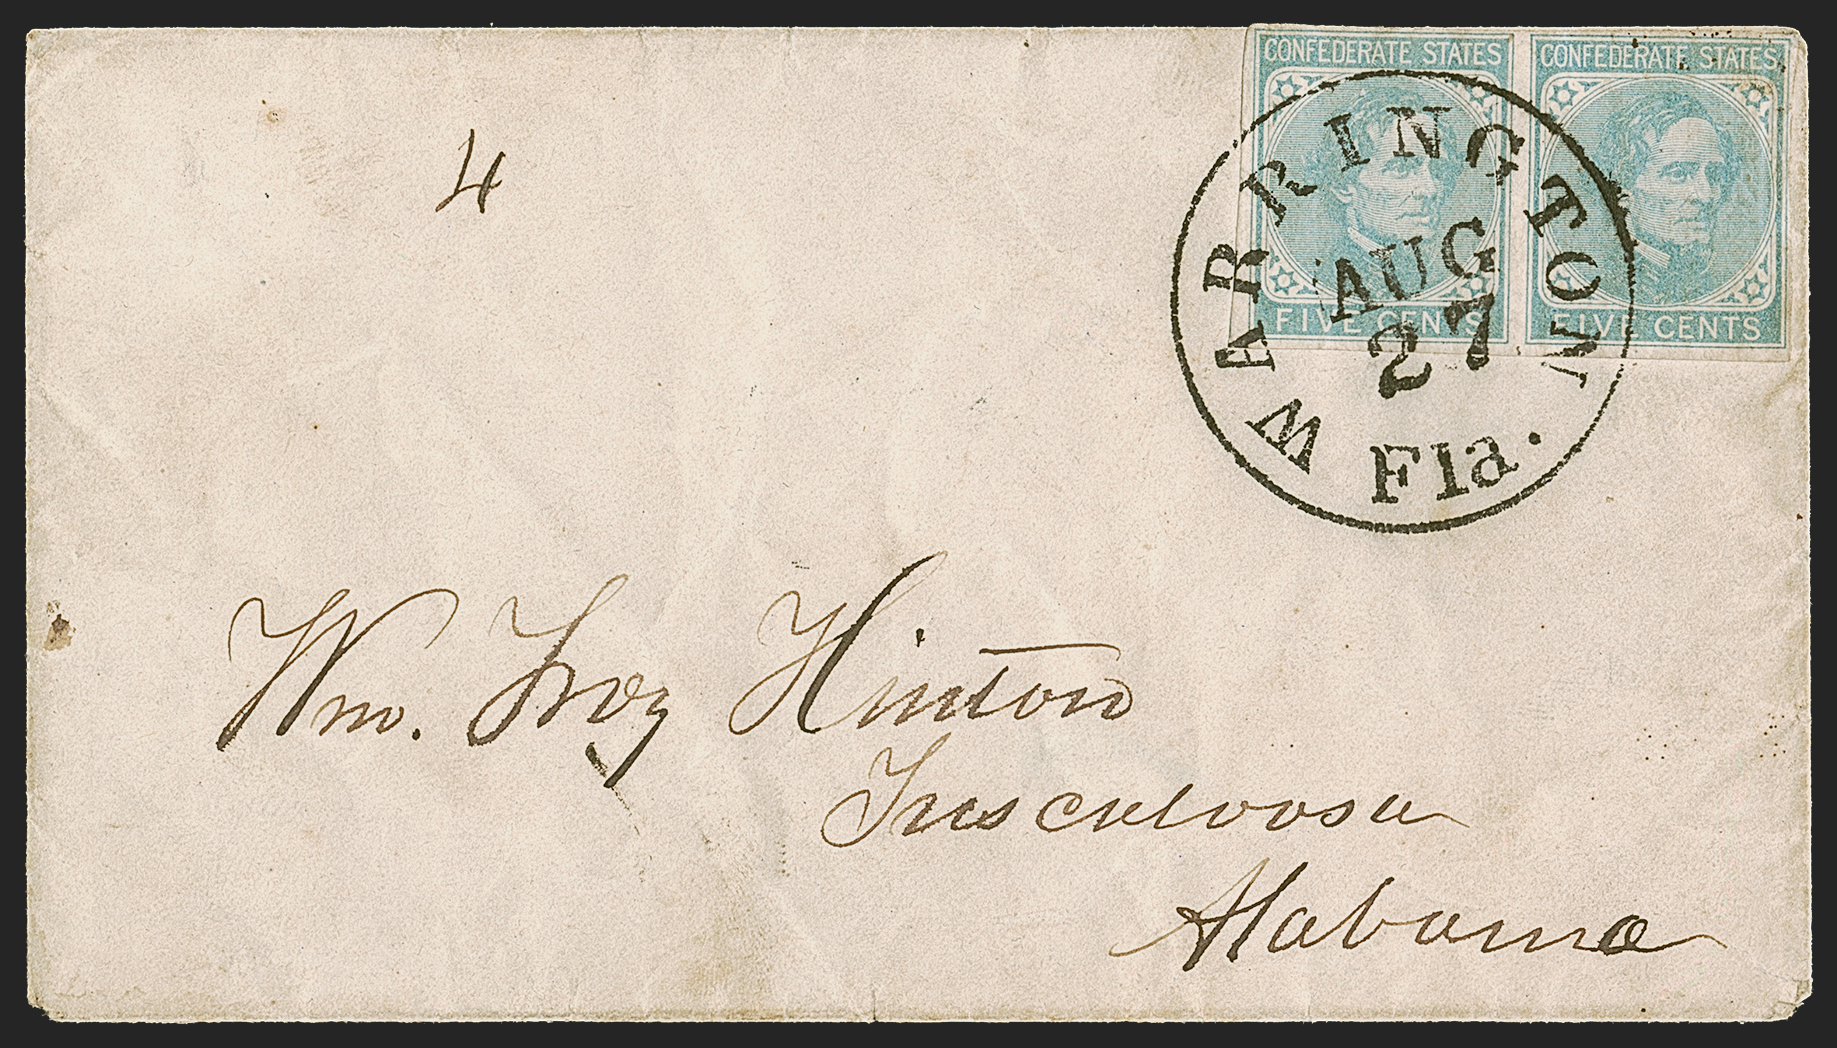 CONFEDERATE STATES
FIVE CENTS
CONFEDERATE STATES
FIVE CENTS
WARRINGTON
AUG
27
Fla.
4
Wm. Hinton
Tuscaloosa
Alabama